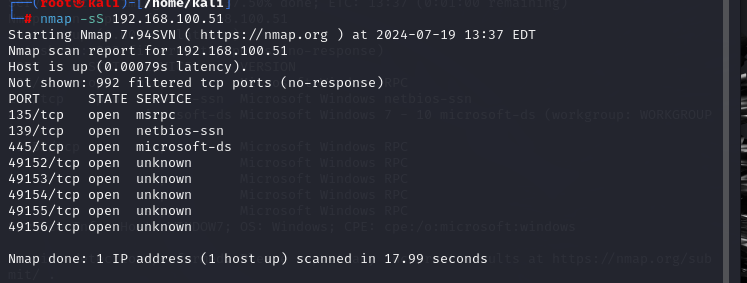 (root㉿kali)-[/home/kali]
# nmap -sS 192.168.100.51
Starting Nmap 7.94SVN ( https://nmap.org ) at 2024-07-19 13:37 EDT
Nmap scan report for 192.168.100.51
Host is up (0.00079s latency).
Not shown: 992 filtered tcp ports (no-response)
PORT      STATE SERVICE
135/tcp   open  msrpc
139/tcp   open  netbios-ssn
445/tcp   open  microsoft-ds
49152/tcp open  unknown
49153/tcp open  unknown
49154/tcp open  unknown
49155/tcp open  unknown
49156/tcp open  unknown
Nmap done: 1 IP address (1 host up) scanned in 17.99 seconds